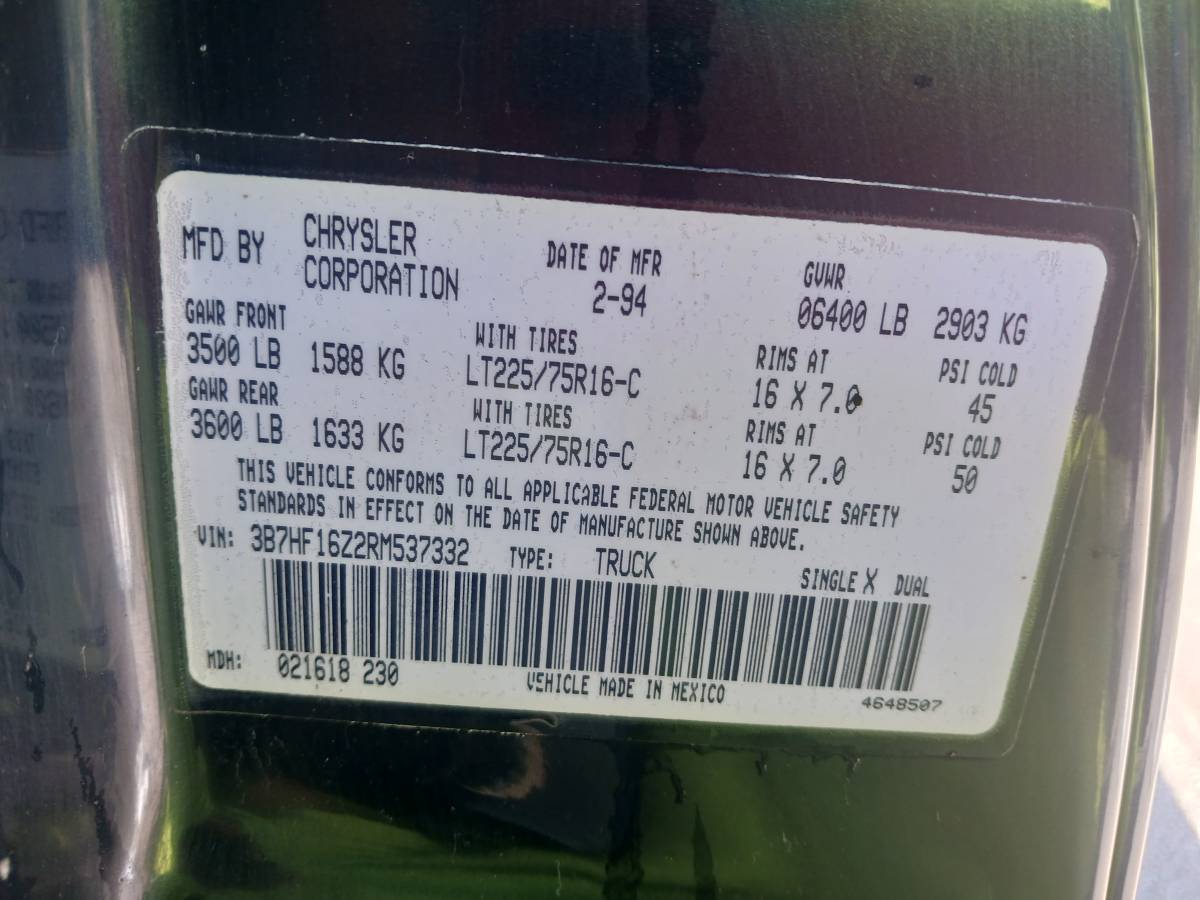 MFD BY CHRYSLER CORPORATION DATE OF MFR 2-94 GVWR 06400 LB 2903 KG
GAWR FRONT WITH TIRES RIMS AT PSI COLD
3500 LB 1588 KG LT225/75R16-C 16 X 7.0 45
GAWR REAR WITH TIRES RIMS AT PSI COLD
3600 LB 1633 KG LT225/75R16-C 16 X 7.0 50
THIS VEHICLE CONFORMS TO ALL APPLICABLE FEDERAL MOTOR VEHICLE SAFETY
STANDARDS IN EFFECT ON THE DATE OF MANUFACTURE SHOWN ABOVE.
VIN: 3B7HF16Z2RM537332 TYPE: TRUCK SINGLE X DUAL
MDH: 021618 230 VEHICLE MADE IN MEXICO 4648507